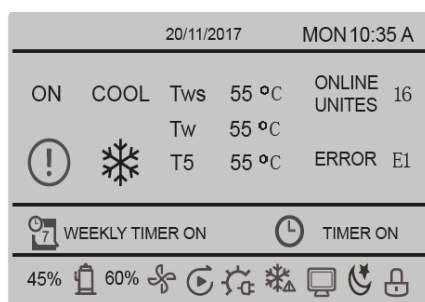 20/11/2017 MON 10:35 A
ON COOL Tws 55 °C ONLINE UNITES 16
Tw 55 °C
T5 55 °C ERROR E1
7 WEEKLY TIMER ON TIMER ON
45% 60%